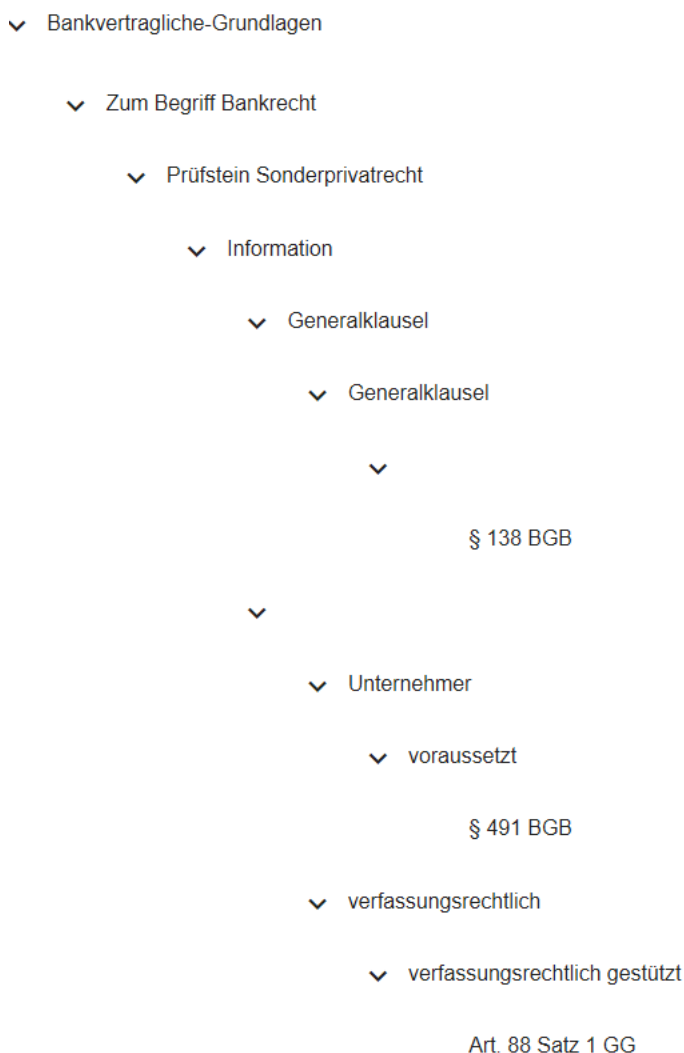 Bankvertragliche-Grundlagen
Zum Begriff Bankrecht
Prüfstein Sonderprivatrecht
Information
Generalklausel
Generalklausel
§ 138 BGB
Unternehmer
voraussetzt
§ 491 BGB
verfassungsrechtlich
verfassungsrechtlich gestützt
Art. 88 Satz 1 GG